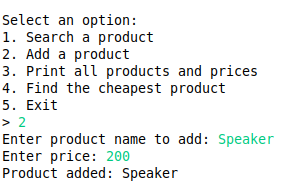 Select an option:
1. Search a product
2. Add a product
3. Print all products and prices
4. Find the cheapest product
5. Exit
> 2
Enter product name to add: Speaker
Enter price: 200
Product added: Speaker